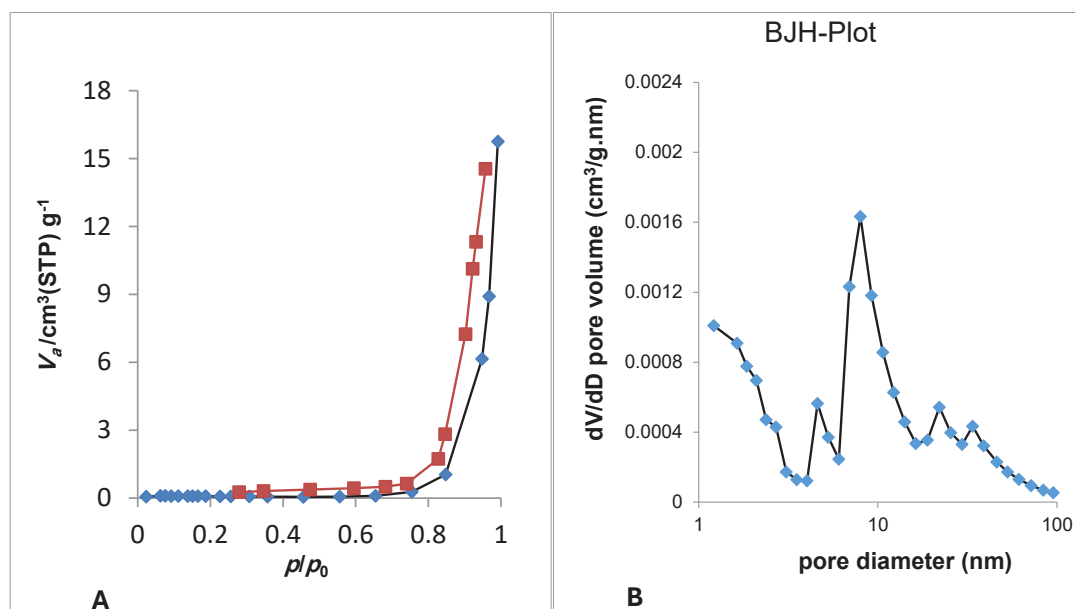 18
15
12
9
6
3
0
0 0.2 0.4 0.6 0.8 1
Va /cm³(STP) g⁻¹
p/p₀
A
BJH-Plot
0.0024
0.002
0.0016
0.0012
0.0008
0.0004
0
1 10 100
dV/dD pore volume (cm³/g.nm)
pore diameter (nm)
B